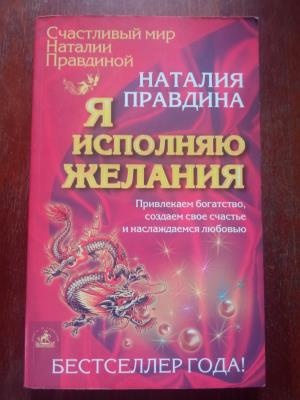 Счастливый мир
Наталии
Правдиной
НАТАЛИЯ
ПРАВДИНА
Я
ИСПОЛНЯЮ
ЖЕЛАНИЯ
Привлекаем богатство,
создаем свое счастье
и наслаждаемся любовью
БЕСТСЕЛЛЕР ГОДА!